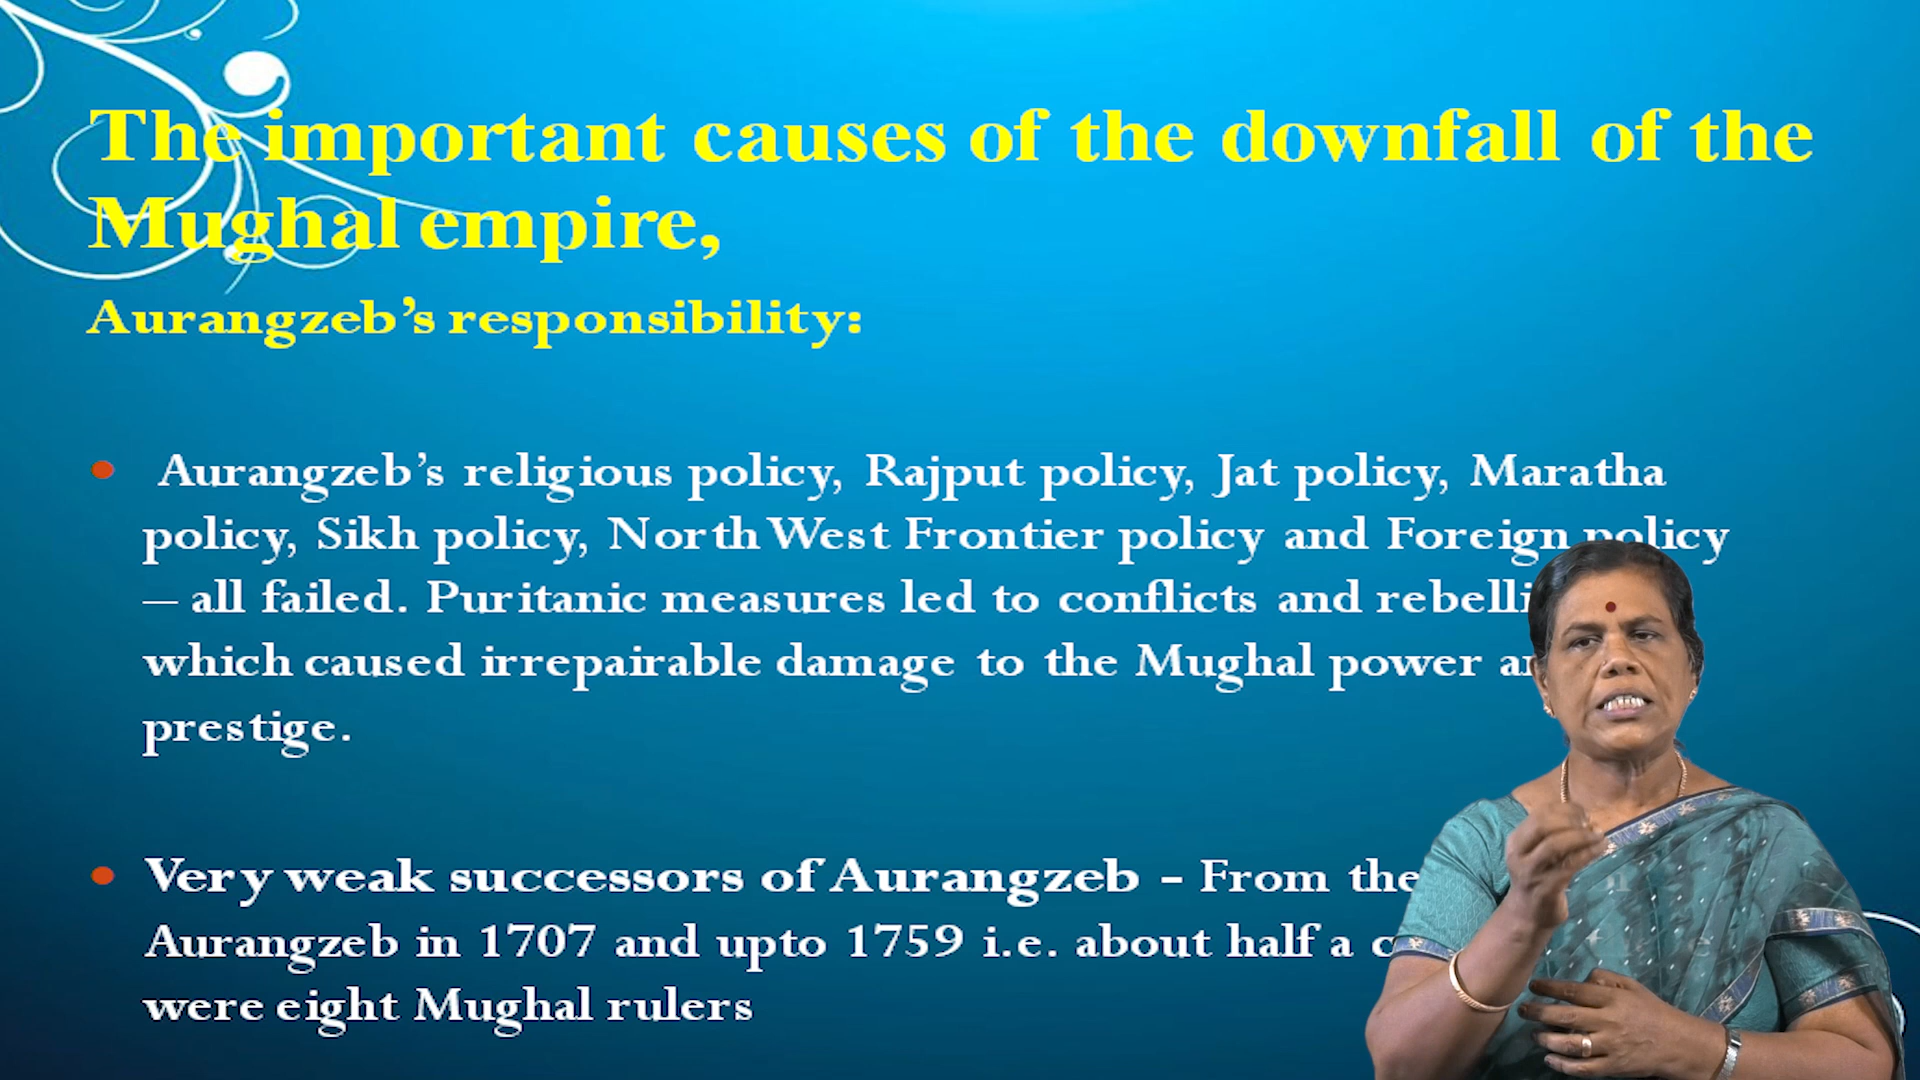 The important causes of the downfall of the
Mughal empire,
Aurangzeb’s responsibility:
Aurangzeb’s religious policy, Rajput policy, Jat policy, Maratha
policy, Sikh policy, North West Frontier policy and Foreign policy
– all failed. Puritanic measures led to conflicts and
which caused irrepairable damage to the Mughal power
prestige.
Very weak successors of Aurangzeb - From the
Aurangzeb in 1707 and upto 1759 i.e. about half a
were eight Mughal rulers